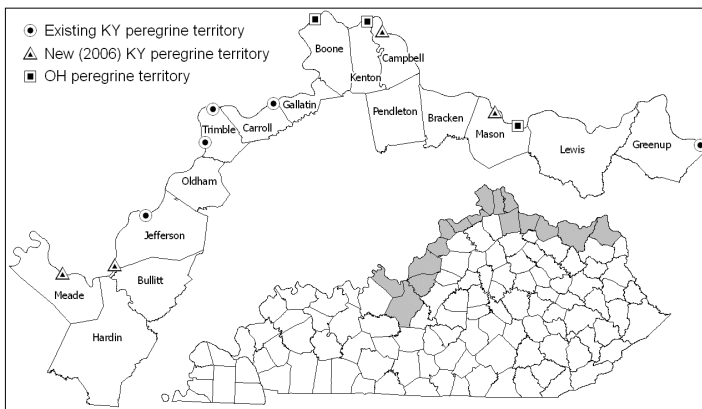 Existing KY peregrine territory
New (2006) KY peregrine territory
OH peregrine territory
Boone
Campbell
Kenton
Gallatin
Pendleton
Bracken
Trimble
Carroll
Mason
Lewis
Greenup
Oldham
Jefferson
Bullitt
Meade
Hardin